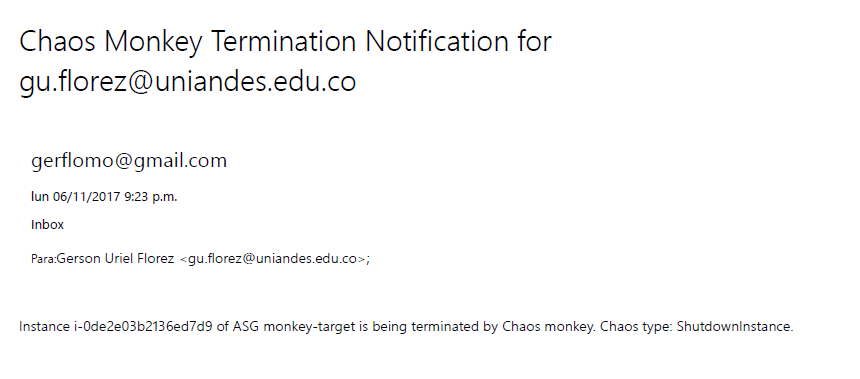 Chaos Monkey Termination Notification for
gu.florez@uniandes.edu.co
gerflomo@gmail.com
lun 06/11/2017 9:23 p.m.
Inbox
Para:Gerson Uriel Florez <gu.florez@uniandes.edu.co>;
Instance i-0de2e03b2136ed7d9 of ASG monkey-target is being terminated by Chaos monkey. Chaos type: ShutdownInstance.